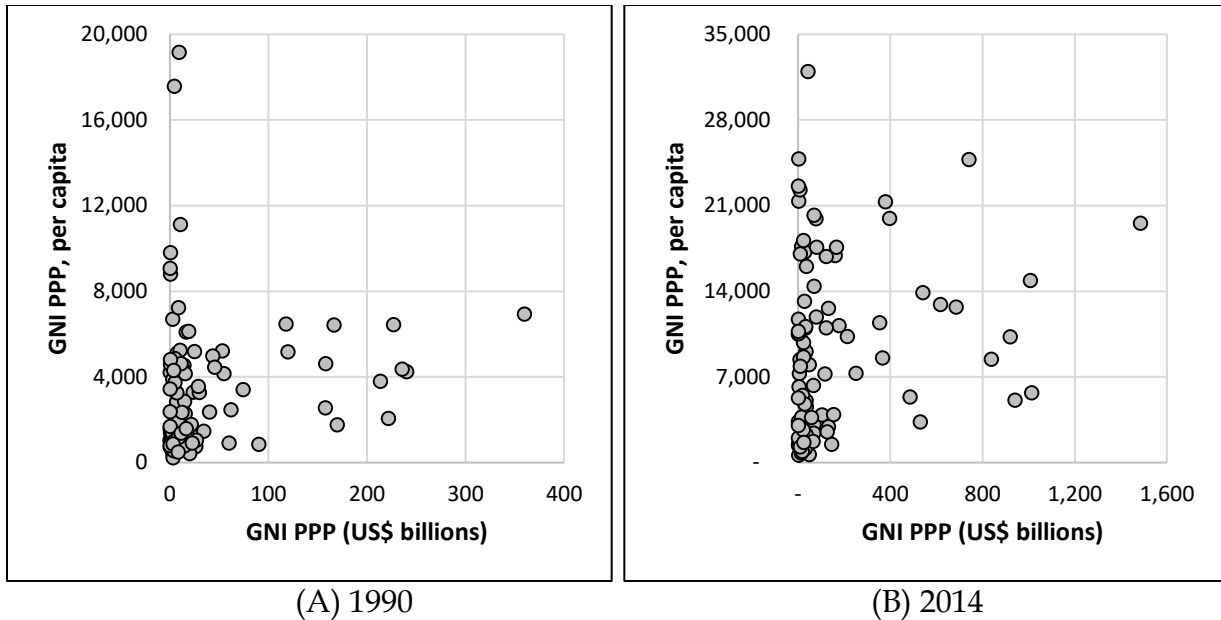 20,000
16,000
12,000
8,000
4,000
0
GNI PPP, per capita
0 100 200 300 400
GNI PPP (US$ billions)
(A) 1990
35,000
28,000
21,000
14,000
7,000
-
GNI PPP, per capita
- 400 800 1,200 1,600
GNI PPP (US$ billions)
(B) 2014